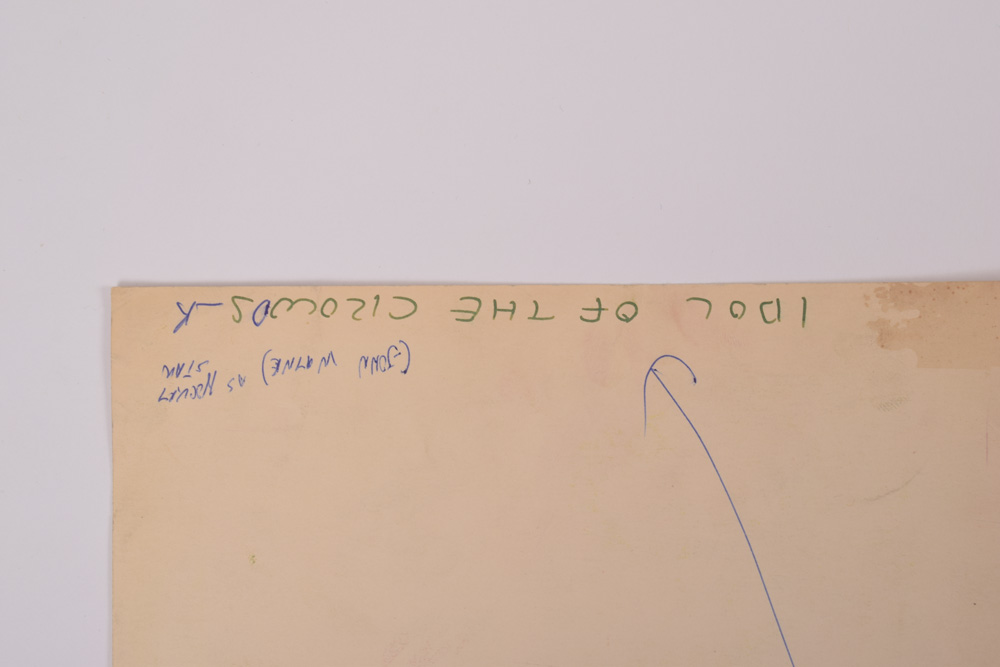 IDOL OF THE CROWDS - K
(JOHN WAYNE) AS HOCKEY
STAR